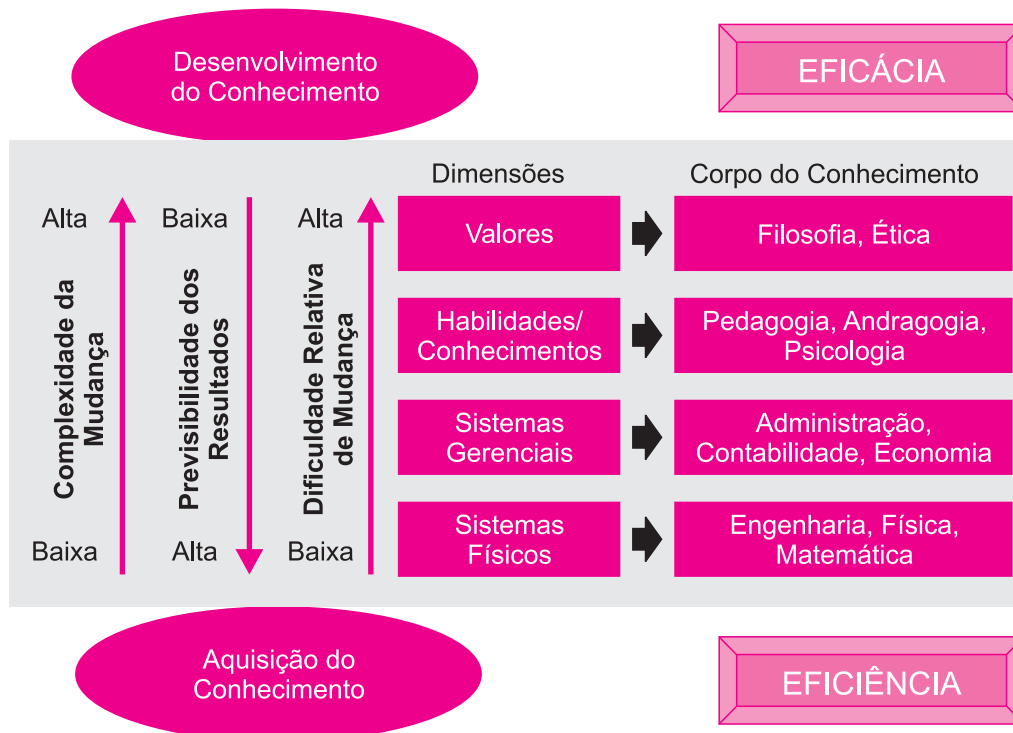 Desenvolvimento
do Conhecimento
EFICÁCIA
Dimensões
Corpo do Conhecimento
Alta
Complexidade da
Mudança
Baixa
Baixa
Previsibilidade dos
Resultados
Alta
Alta
Dificuldade Relativa
de Mudança
Baixa
Valores
Filosofia, Ética
Habilidades/
Conhecimentos
Pedagogia, Andragogia,
Psicologia
Sistemas
Gerenciais
Administração,
Contabilidade, Economia
Sistemas
Físicos
Engenharia, Física,
Matemática
Aquisição do
Conhecimento
EFICIÊNCIA